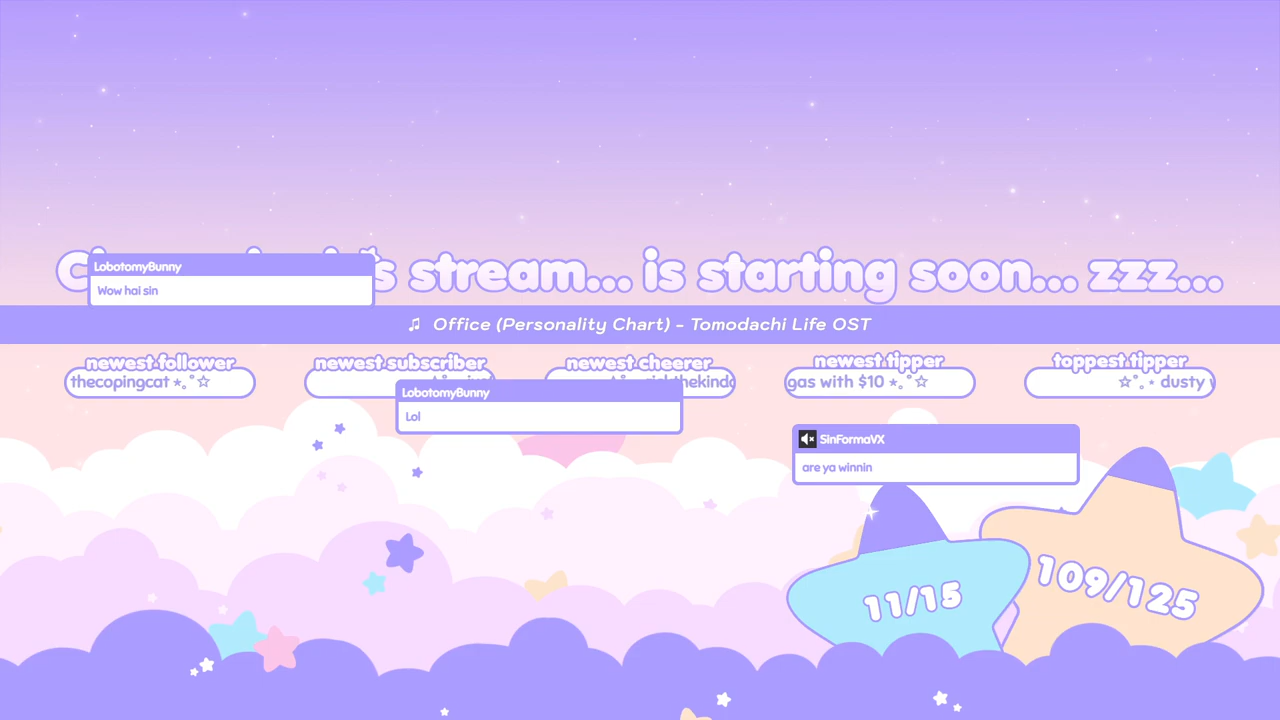 LobotomyBunny
Wow hai sin
stream... is starting soon... zzz...
♫ Office (Personality Chart) - Tomodachi Life OST
newest follower
newest subscriber
newest cheerer
newest tipper
toppest tipper
thecopingcat ⋆｡˚☆
gas with $10 ⋆｡˚☆
☆˚｡⋆ dusty
LobotomyBunny
Lol
SinFormaVX
are ya winnin
11/15
109/125